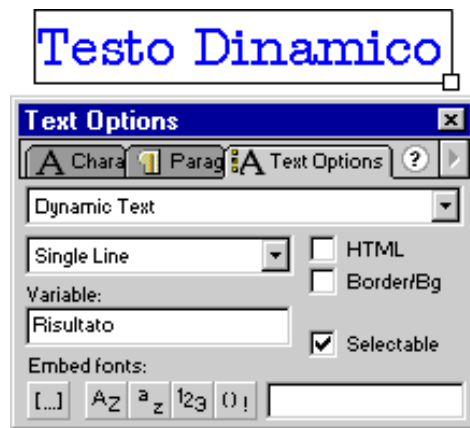 Testo Dinamico
Text Options
A Chara Parag A Text Options ?
Dynamic Text
Single Line
HTML
Border/Bg
Variable:
Risultato
Selectable
Embed fonts:
[...] AZ az 123 ()!